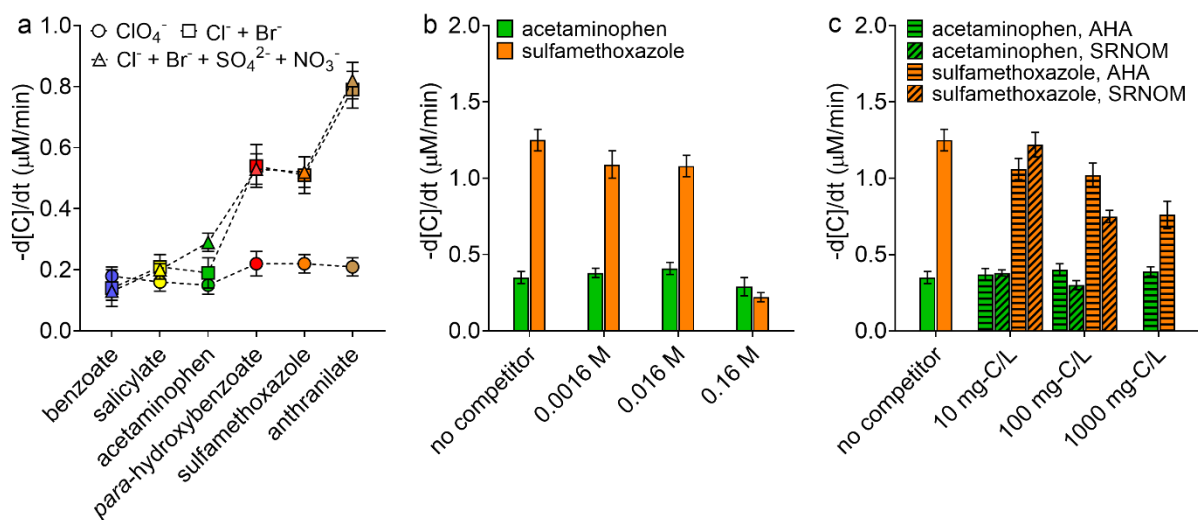 a
ClO₄⁻
Cl⁻ + Br⁻
Cl⁻ + Br⁻ + SO₄²⁻ + NO₃⁻
-d[C]/dt (μM/min)
1.0
0.8
0.6
0.4
0.2
0.0
benzoate
salicylate
acetaminophen
para-hydroxybenzoate
sulfamethoxazole
anthranilate
b
acetaminophen
sulfamethoxazole
-d[C]/dt (μM/min)
2.0
1.5
1.0
0.5
0.0
no competitor
0.0016 M
0.016 M
0.16 M
c
acetaminophen, AHA
acetaminophen, SRNOM
sulfamethoxazole, AHA
sulfamethoxazole, SRNOM
-d[C]/dt (μM/min)
2.0
1.5
1.0
0.5
0.0
no competitor
10 mg-C/L
100 mg-C/L
1000 mg-C/L